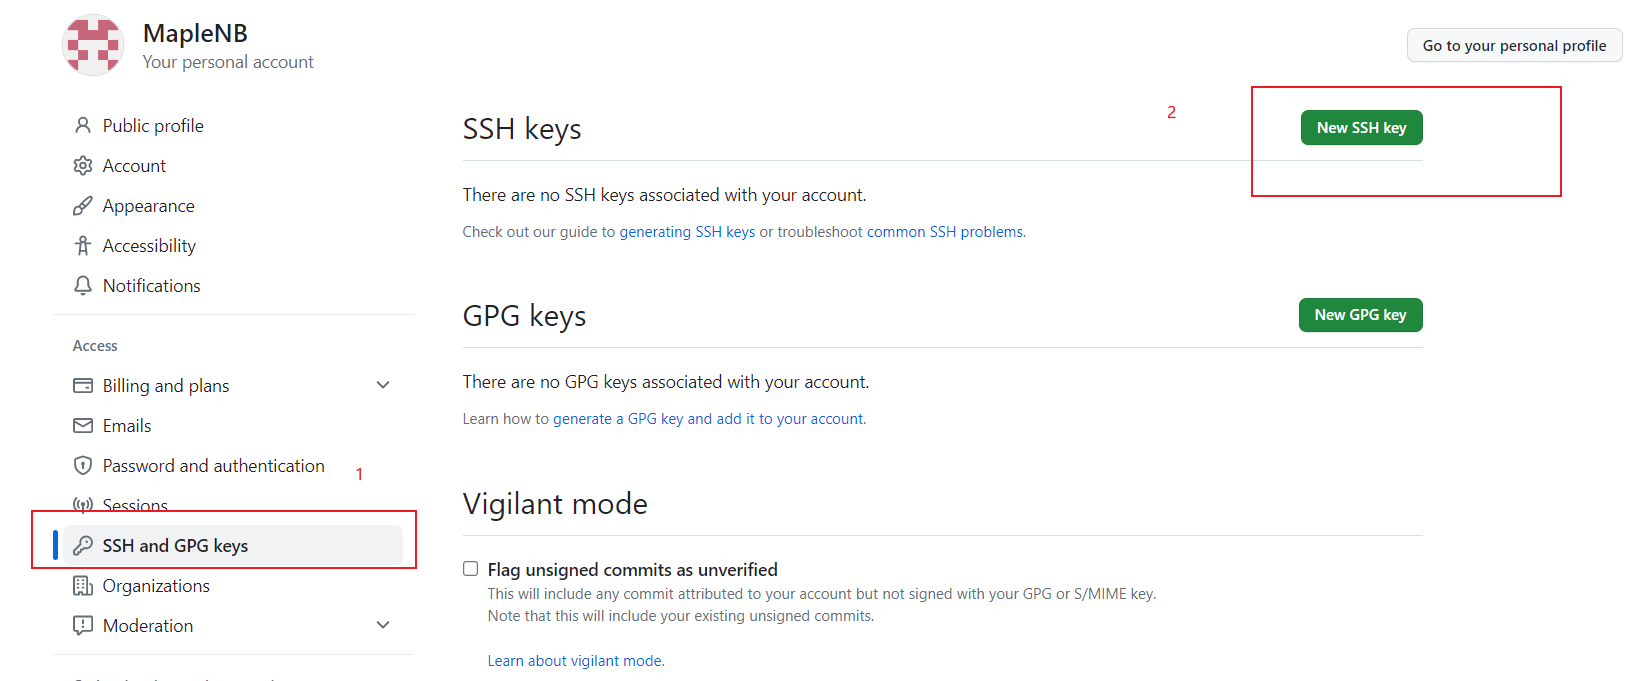 MapleNB
Your personal account
Go to your personal profile
Public profile
Account
Appearance
Accessibility
Notifications
Access
Billing and plans
Emails
Password and authentication
1
Sessions
SSH and GPG keys
Organizations
Moderation
SSH keys
2
New SSH key
There are no SSH keys associated with your account.
Check out our guide to generating SSH keys or troubleshoot common SSH problems.
GPG keys
New GPG key
There are no GPG keys associated with your account.
Learn how to generate a GPG key and add it to your account.
Vigilant mode
Flag unsigned commits as unverified
This will include any commit attributed to your account but not signed with your GPG or S/MIME key.
Note that this will include your existing unsigned commits.
Learn about vigilant mode.